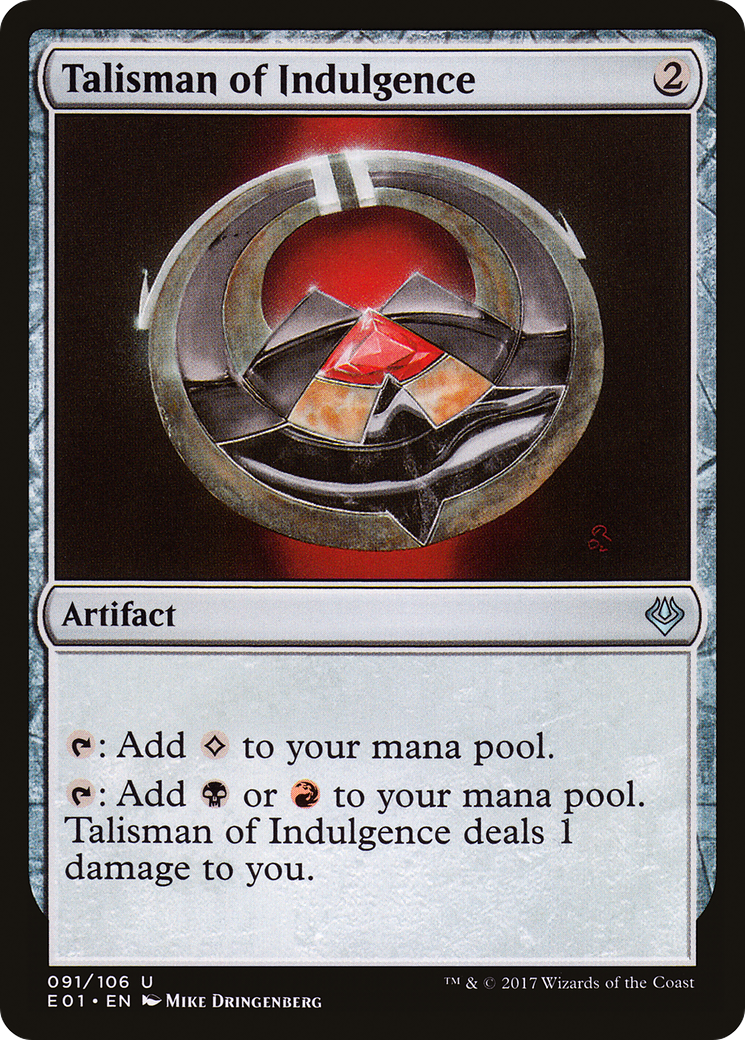 Talisman of Indulgence 2
Artifact
: Add to your mana pool.
: Add or to your mana pool.
Talisman of Indulgence deals 1
damage to you.
091/106 U
™ & © 2017 Wizards of the Coast
E01 • EN Mike Dringenberg